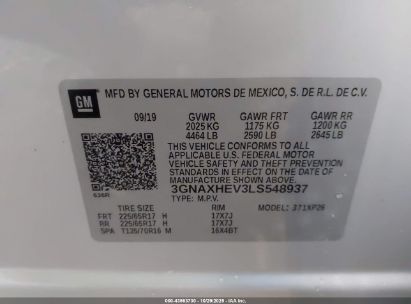 GM MFD BY GENERAL MOTORS DE MEXICO, S. DE R.L. DE C.V.
09/19 GVWR GAWR FRT GAWR RR
2025 KG 1175 KG 1200 KG
4464 LB 2590 LB 2645 LB
THIS VEHICLE CONFORMS TO ALL
APPLICABLE U.S. FEDERAL MOTOR
VEHICLE SAFETY AND THEFT PREVENTION
STANDARDS IN EFFECT ON THE DATE OF
MANUFACTURE SHOWN ABOVE.
3GNAXHEV3LS548937
TYPE: M.P.V.
TIRE SIZE RIM MODEL:
FRT 225/65R17 H 17X7J
RR 225/65R17 H 17X7J
SPA T135/70R16 M 16X4BT